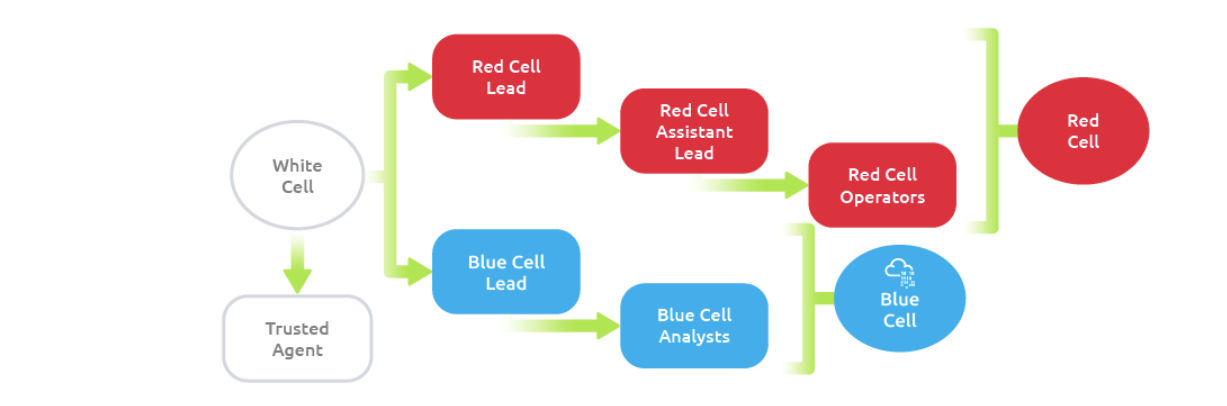 White
Cell
Trusted
Agent
Red Cell
Lead
Red Cell
Assistant
Lead
Red Cell
Operators
Red
Cell
Blue Cell
Lead
Blue Cell
Analysts
Blue
Cell